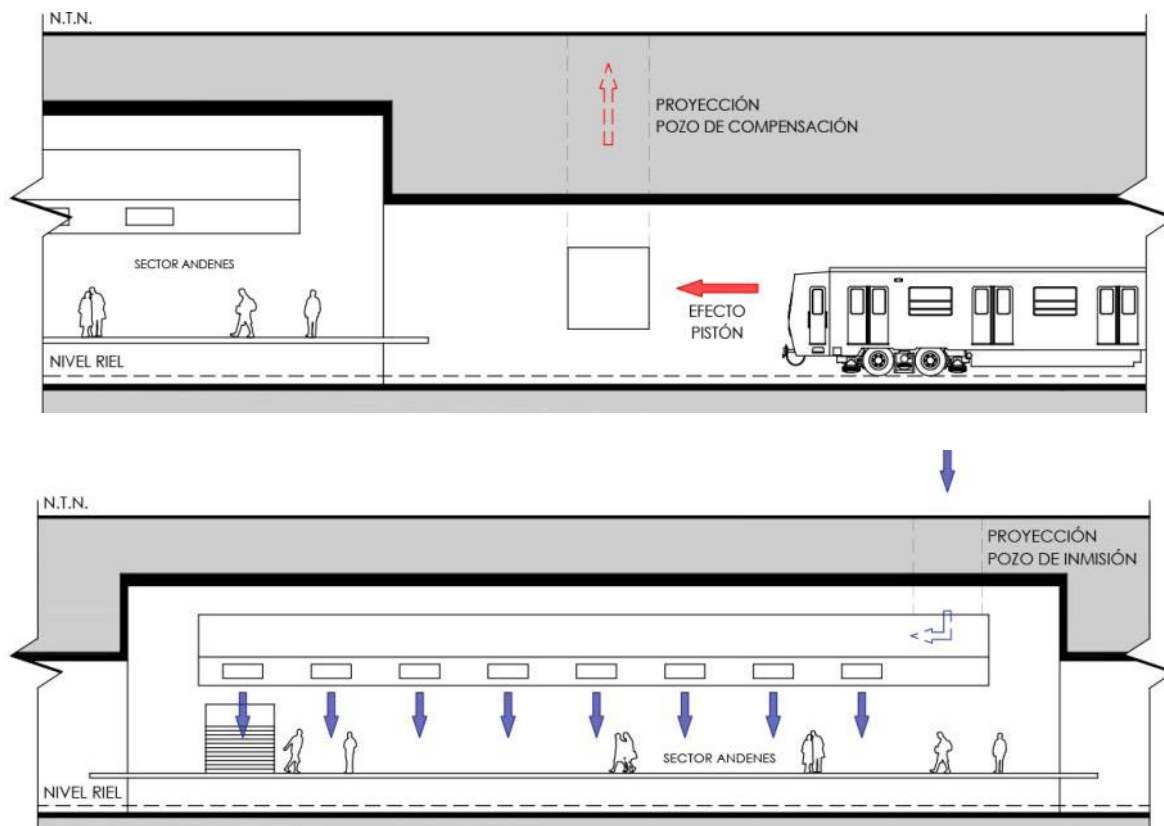 N.T.N.
PROYECCIÓN
POZO DE COMPENSACIÓN
SECTOR ANDENES
EFECTO
PISTÓN
NIVEL RIEL
N.T.N.
PROYECCIÓN
POZO DE INMISIÓN
SECTOR ANDENES
NIVEL RIEL